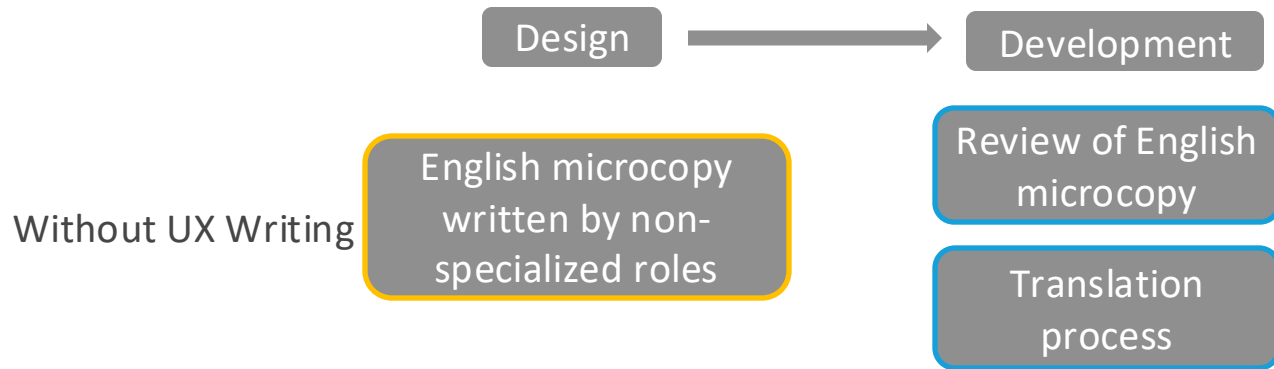 Design
Development
Without UX Writing
English microcopy
written by non-
specialized roles
Review of English
microcopy
Translation
process